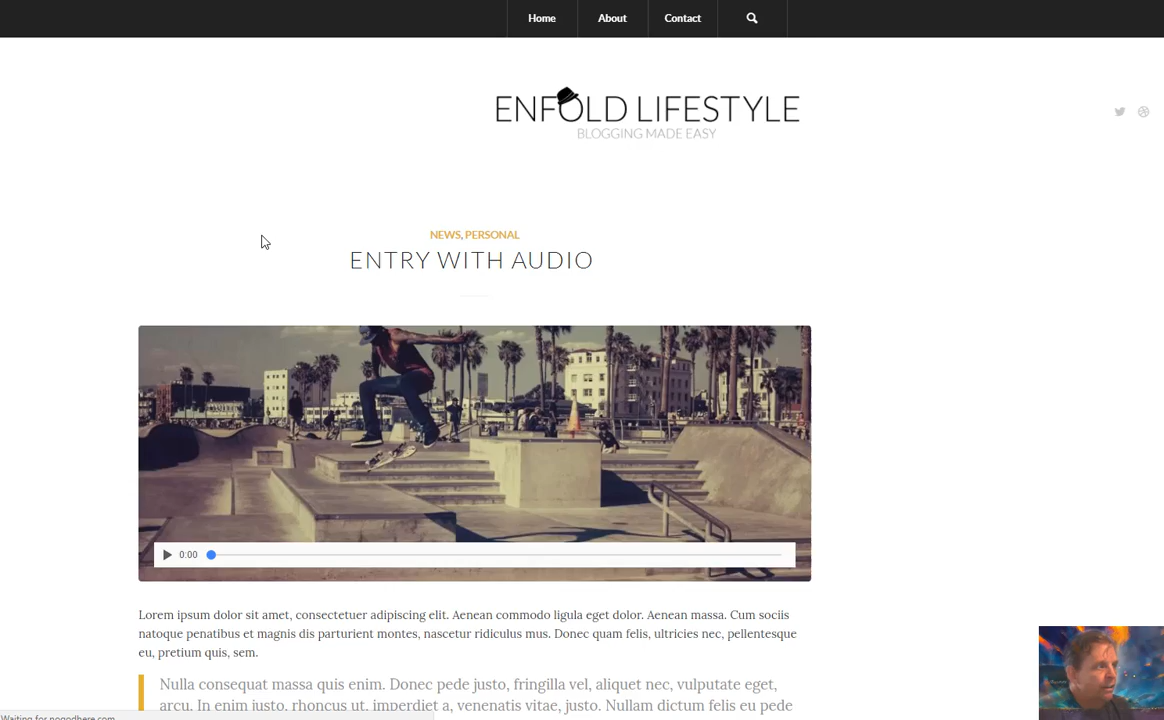 Home About Contact
ENFOLD LIFESTYLE
BLOGGING MADE EASY
NEWS, PERSONAL
ENTRY WITH AUDIO
0:00
Lorem ipsum dolor sit amet, consectetuer adipiscing elit. Aenean commodo ligula eget dolor. Aenean massa. Cum sociis
natoque penatibus et magnis dis parturient montes, nascetur ridiculus mus. Donec quam felis, ultricies nec, pellentesque
eu, pretium quis, sem.
Nulla consequat massa quis enim. Donec pede justo, fringilla vel, aliquet nec, vulputate eget,
arcu. In enim justo, rhoncus ut, imperdiet a, venenatis vitae, justo. Nullam dictum felis eu pede